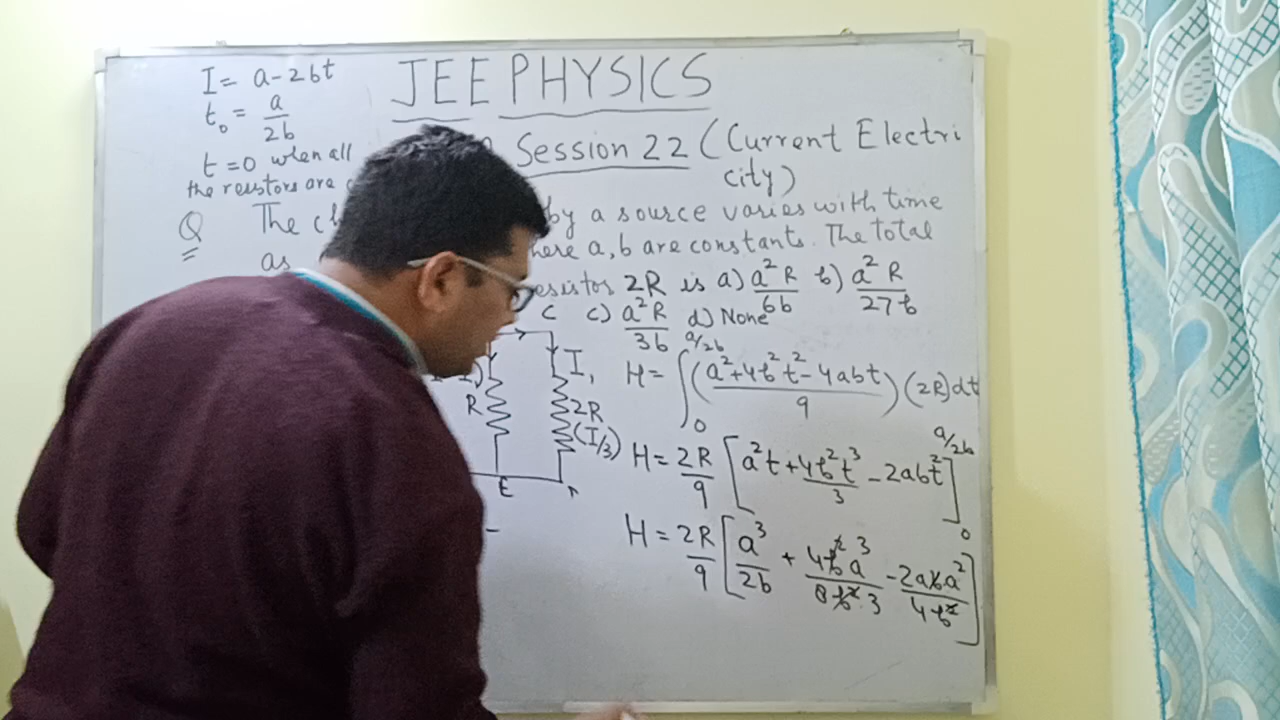 I = a - 2bt
t₀ = a/2b
t = 0 when all
the resistors are
JEE PHYSICS
Session 22 (Current Electri
city)
Q The by a source varies with time
as here a, b are constants. The total
esistor 2R is a) a²R/6b b) a²R/27b
C c) a²R/3b d) None
R I₁ 2R (I/3)
E
H = ∫₀^(a/2b) ((a²+4b²t²-4abt)/9) (2R) dt
H = 2R/9 [a²t + 4b²t³/3 - 2abt²]₀^(a/2b)
H = 2R/9 [a³/2b + 4b²a³/8b³.3 - 2aba²/4b²]